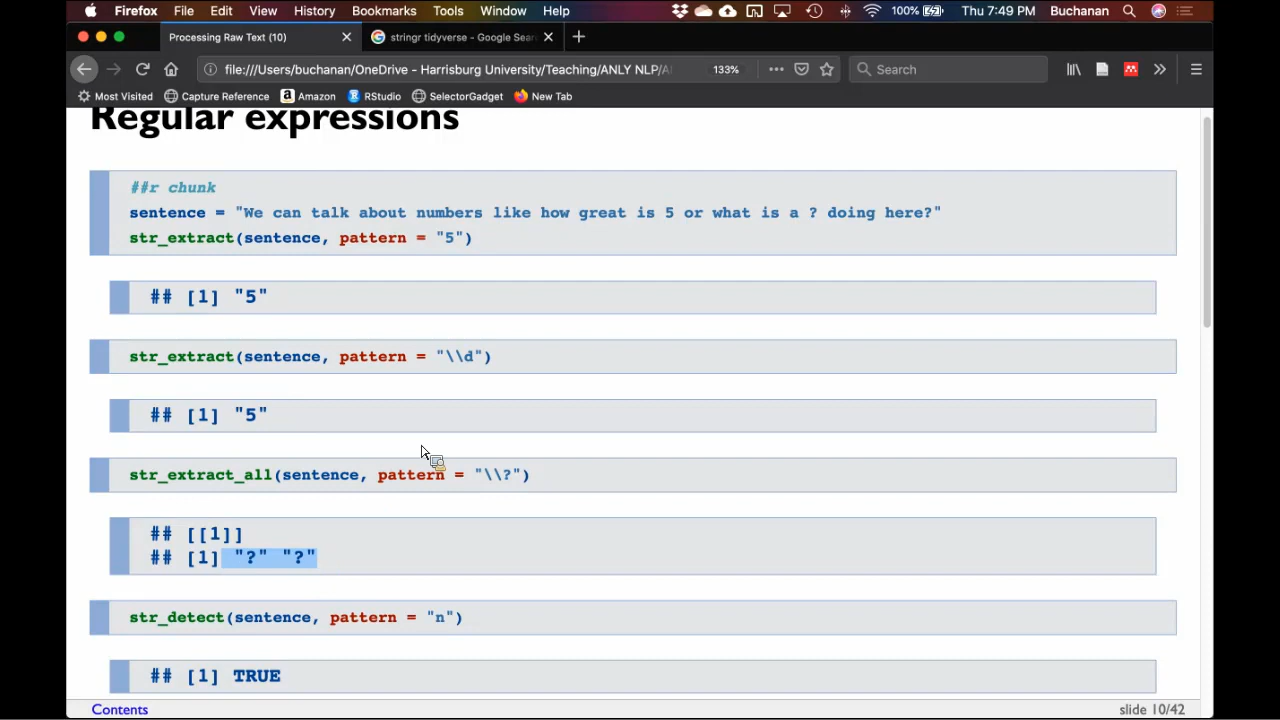 Firefox File Edit View History Bookmarks Tools Window Help 100% Thu 7:49 PM Buchanan
Processing Raw Text (10) stringr tidyverse - Google Sear
file:///Users/buchanan/OneDrive - Harrisburg University/Teaching/ANLY NLP/A 133% Search
Most Visited Capture Reference Amazon RStudio SelectorGadget New Tab
Regular expressions
##r chunk
sentence = "We can talk about numbers like how great is 5 or what is a ? doing here?"
str_extract(sentence, pattern = "5")
## [1] "5"
str_extract(sentence, pattern = "\\d")
## [1] "5"
str_extract_all(sentence, pattern = "\\?")
## [[1]]
## [1] "?" "?"
str_detect(sentence, pattern = "n")
## [1] TRUE
Contents slide 10/42